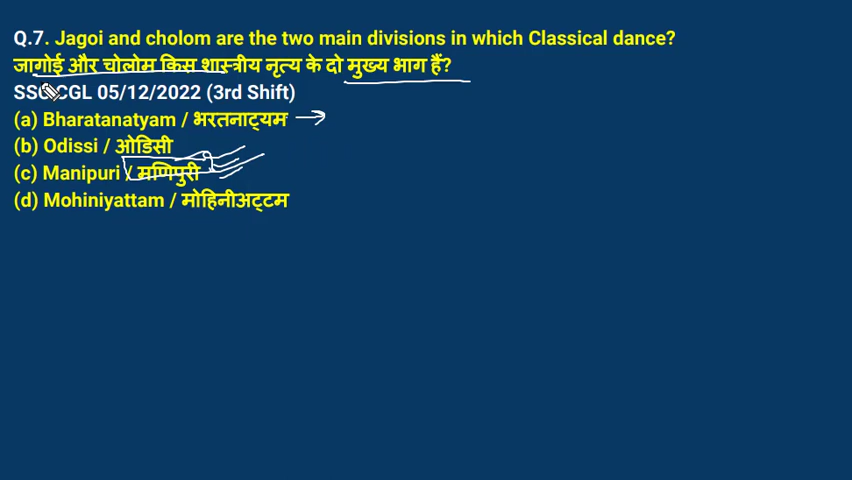 Q.7. Jagoi and cholom are the two main divisions in which Classical dance?
जागोई और चोलोम किस शास्त्रीय नृत्य के दो मुख्य भाग हैं?
SSC CGL 05/12/2022 (3rd Shift)
(a) Bharatanatyam / भरतनाट्यम
(b) Odissi / ओडिसी
(c) Manipuri / मणिपुरी
(d) Mohiniyattam / मोहिनीअट्टम